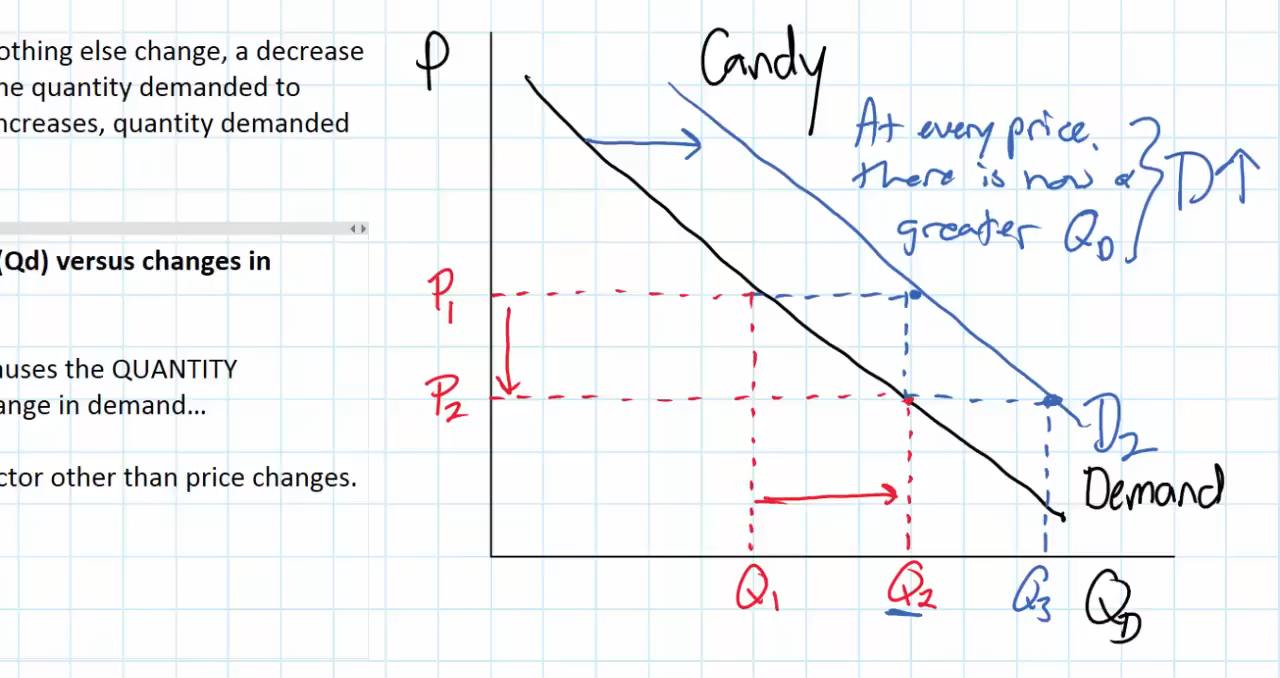 othing else change, a decrease
he quantity demanded to
ncreases, quantity demanded
(Qd) versus changes in
auses the QUANTITY
ange in demand...
ctor other than price changes.
P
Candy
At every price,
there is now a
greater QD
D↑
P1
P2
D2
Demand
Q1
Q2
Q3
QD